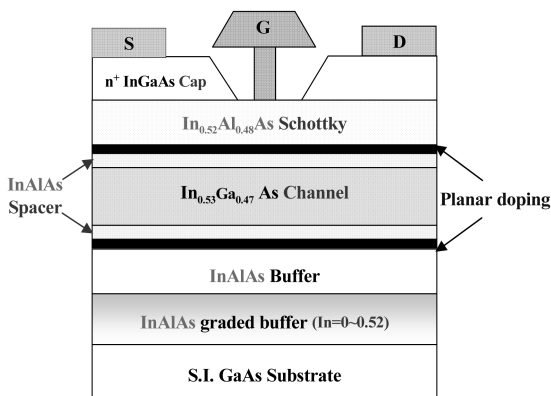 S
G
D
n⁺ InGaAs Cap
In₀.₅₂Al₀.₄₈As Schottky
InAlAs
Spacer
In₀.₅₃Ga₀.₄₇ As Channel
Planar doping
InAlAs Buffer
InAlAs graded buffer (In=0~0.52)
S.I. GaAs Substrate